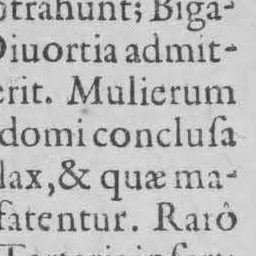 otrahunt; Biga-
Diuortia admit-
erit. Mulierum
domi conclusa
lax, & quæ ma-
fatentur. Rarò